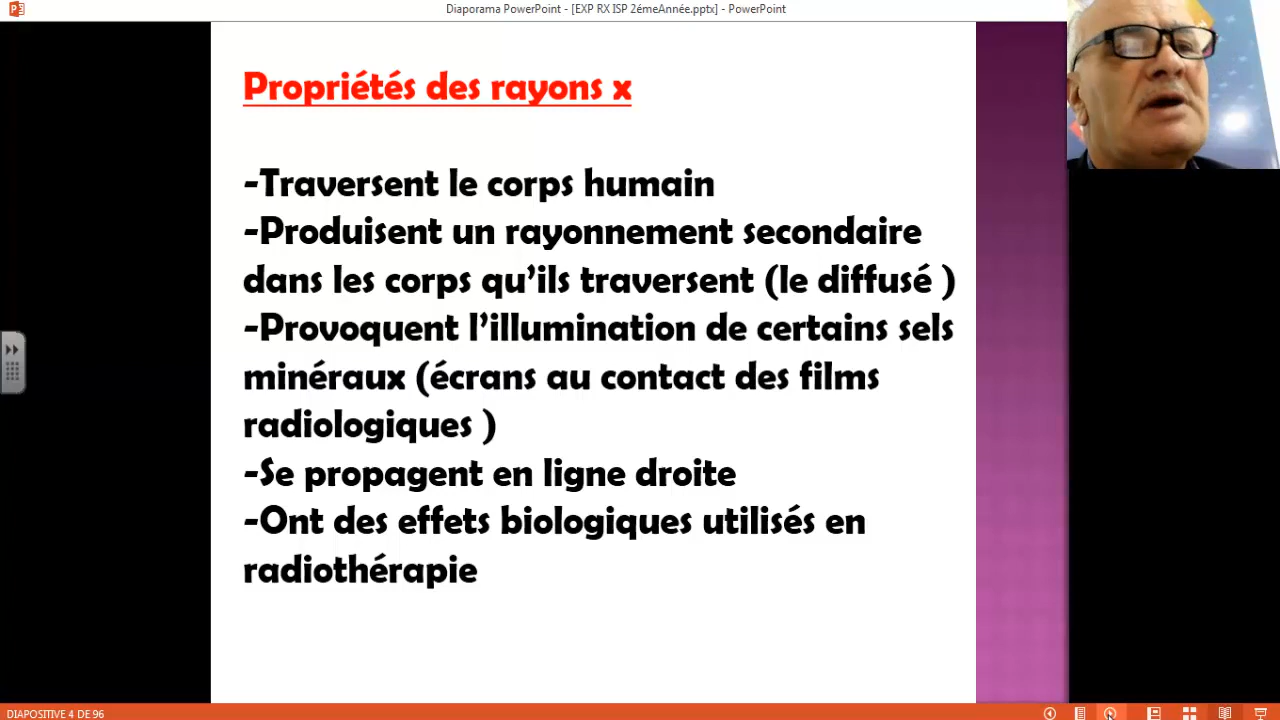 Diaporama PowerPoint - [EXP RX ISP 2émeAnnée.pptx] - PowerPoint
Propriétés des rayons x
-Traversent le corps humain
-Produisent un rayonnement secondaire
dans les corps qu’ils traversent (le diffusé )
-Provoquent l’illumination de certains sels
minéraux (écrans au contact des films
radiologiques )
-Se propagent en ligne droite
-Ont des effets biologiques utilisés en
radiothérapie
DIAPOSITIVE 4 DE 96